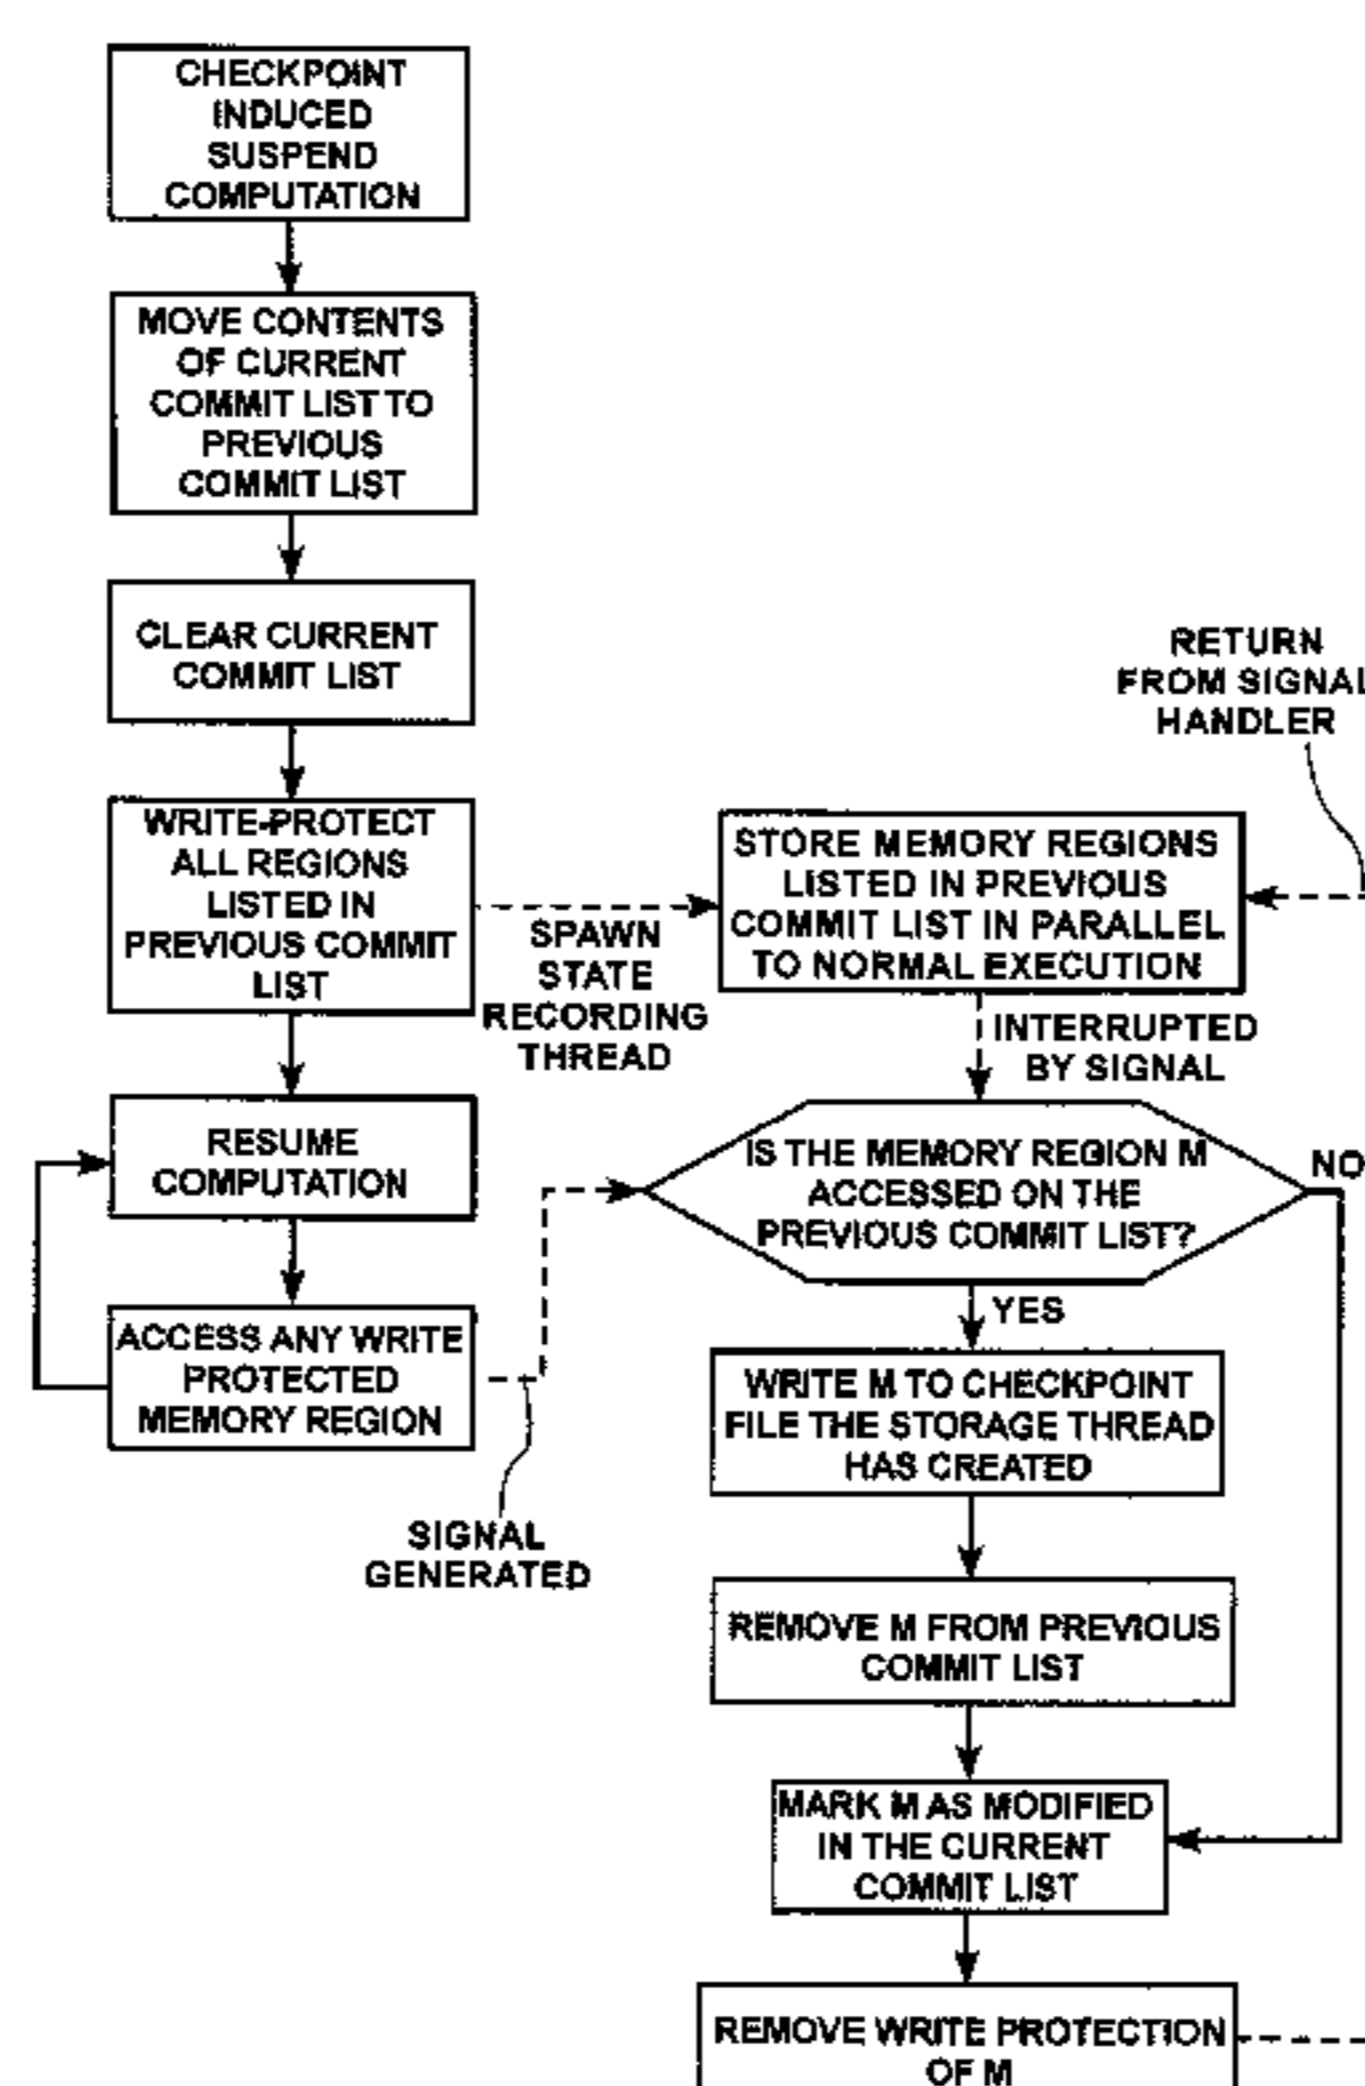 CHECKPOINT
INDUCED
SUSPEND
COMPUTATION
MOVE CONTENTS
OF CURRENT
COMMIT LIST TO
PREVIOUS
COMMIT LIST
CLEAR CURRENT
COMMIT LIST
WRITE-PROTECT
ALL REGIONS
LISTED IN
PREVIOUS COMMIT
LIST
SPAWN
STATE
RECORDING
THREAD
RESUME
COMPUTATION
ACCESS ANY WRITE
PROTECTED
MEMORY REGION
SIGNAL
GENERATED
RETURN
FROM SIGNAL
HANDLER
STORE MEMORY REGIONS
LISTED IN PREVIOUS
COMMIT LIST IN PARALLEL
TO NORMAL EXECUTION
INTERRUPTED
BY SIGNAL
IS THE MEMORY REGION M
ACCESSED ON THE
PREVIOUS COMMIT LIST?
NO
YES
WRITE M TO CHECKPOINT
FILE THE STORAGE THREAD
HAS CREATED
REMOVE M FROM PREVIOUS
COMMIT LIST
MARK M AS MODIFIED
IN THE CURRENT
COMMIT LIST
REMOVE WRITE PROTECTION
OF M